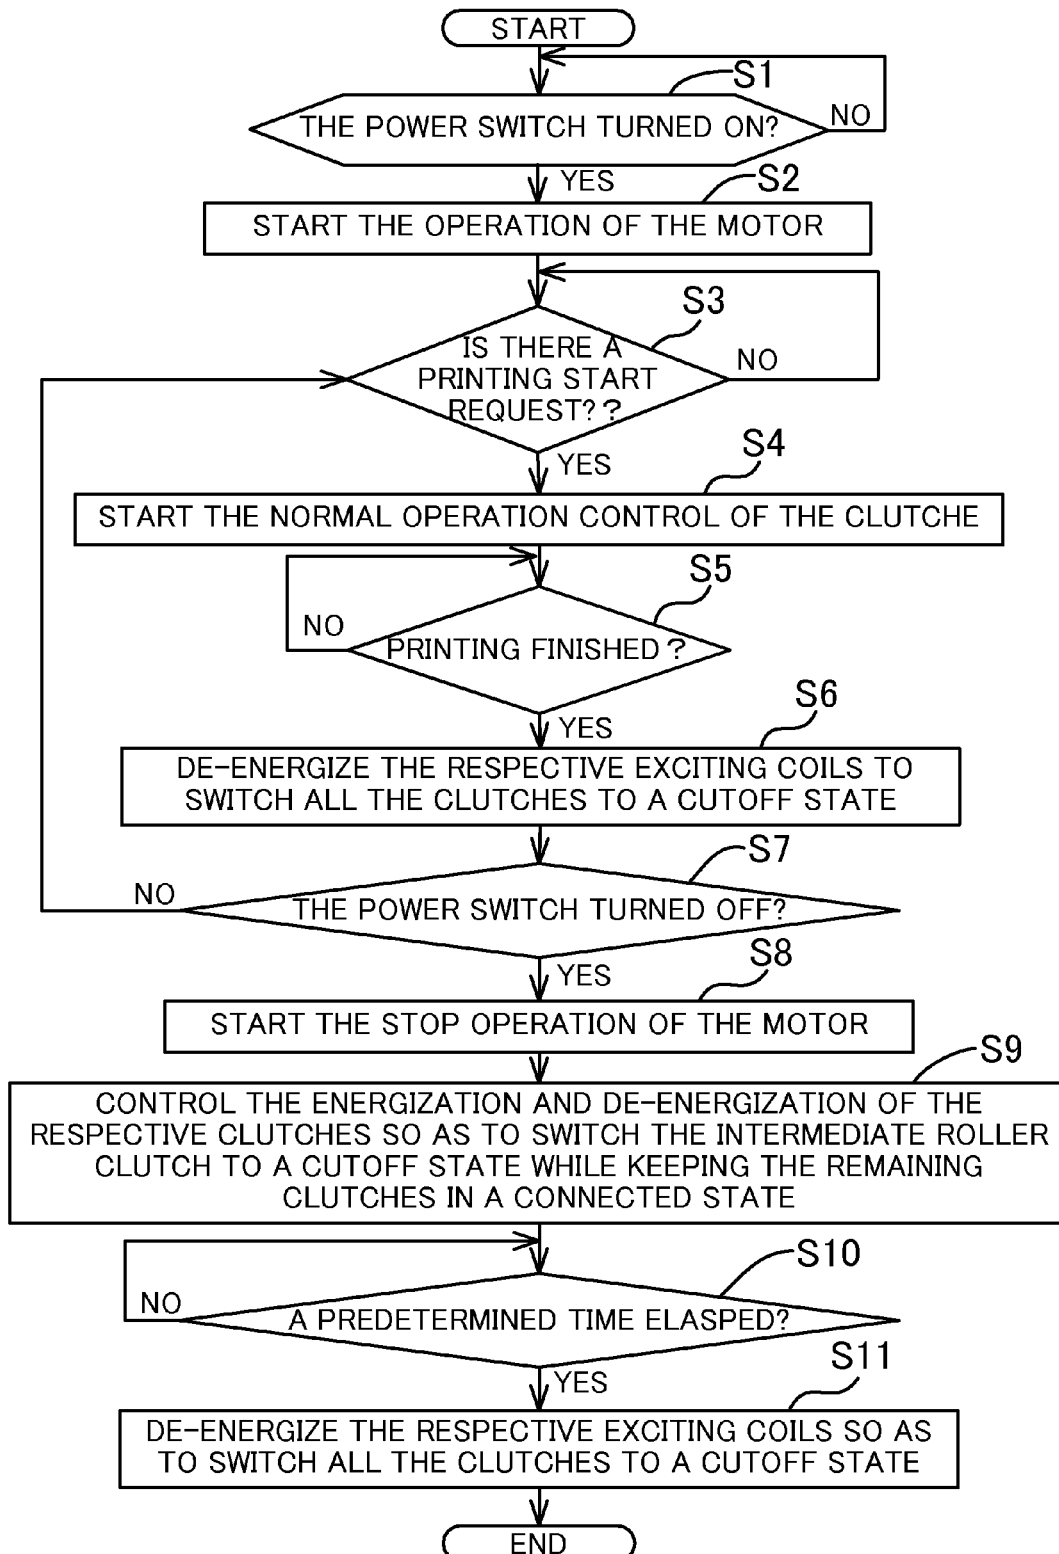 START
S1
THE POWER SWITCH TURNED ON?
NO
YES
S2
START THE OPERATION OF THE MOTOR
S3
IS THERE A
PRINTING START
REQUEST??
NO
YES
S4
START THE NORMAL OPERATION CONTROL OF THE CLUTCHE
S5
NO
PRINTING FINISHED?
YES
S6
DE-ENERGIZE THE RESPECTIVE EXCITING COILS TO
SWITCH ALL THE CLUTCHES TO A CUTOFF STATE
S7
NO
THE POWER SWITCH TURNED OFF?
YES
S8
START THE STOP OPERATION OF THE MOTOR
S9
CONTROL THE ENERGIZATION AND DE-ENERGIZATION OF THE
RESPECTIVE CLUTCHES SO AS TO SWITCH THE INTERMEDIATE ROLLER
CLUTCH TO A CUTOFF STATE WHILE KEEPING THE REMAINING
CLUTCHES IN A CONNECTED STATE
S10
NO
A PREDETERMINED TIME ELASPED?
YES
S11
DE-ENERGIZE THE RESPECTIVE EXCITING COILS SO AS
TO SWITCH ALL THE CLUTCHES TO A CUTOFF STATE
END